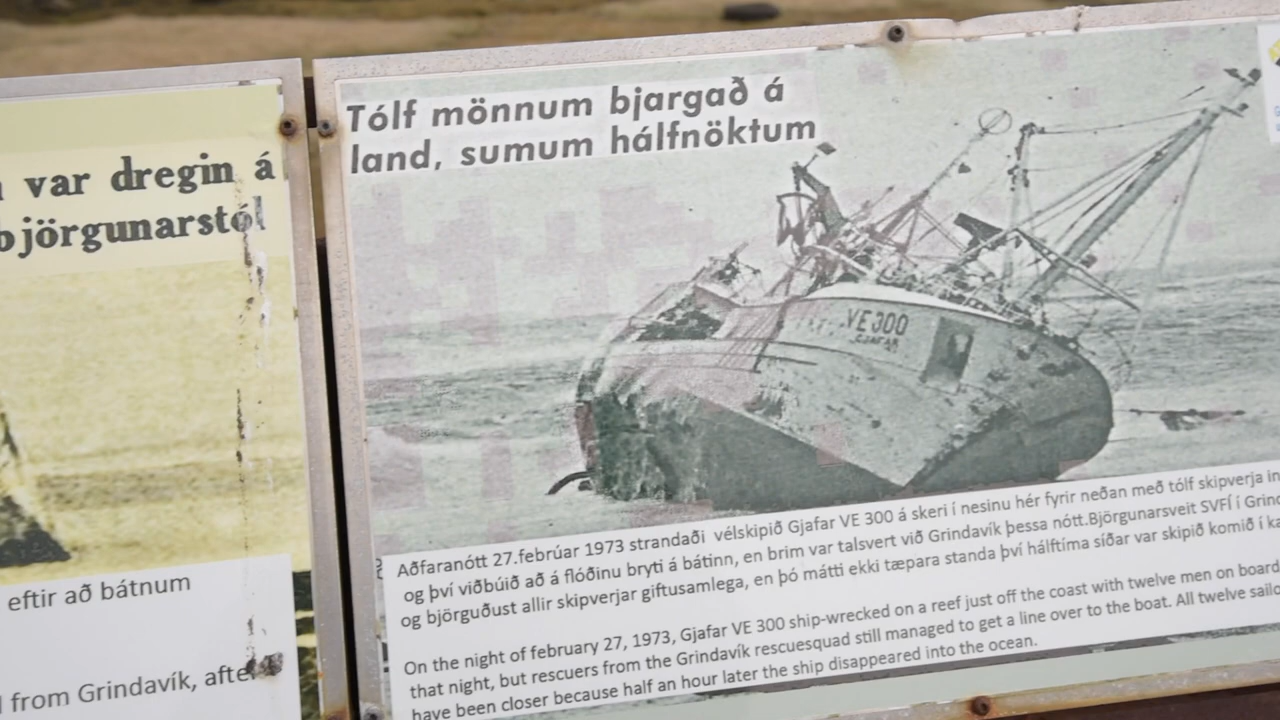 var dregin á
björgunarstól
eftir að bátnum
from Grindavík, after
Tólf mönnum bjargað á
land, sumum hálfnöktum
VE 300
GJAFAR
Aðfaranótt 27.febrúar 1973 strandaði vélskipið Gjafar VE 300 á skeri í nesinu hér fyrir neðan með tólf skipverja
og því viðbúið að á flóðinu bryti á bátinn, en brim var talsvert við Grindavík þessa nótt.Björgunarsveit SVFÍ í
og björguðust allir skipverjar giftusamlega, en þó mátti ekki tæpara standa því hálftíma síðar var skipið komið í
On the night of february 27, 1973, Gjafar VE 300 ship-wrecked on a reef just off the coast with twelve men on board
that night, but rescuers from the Grindavík rescuesquad still managed to get a line over to the boat. All twelve
have been closer because half an hour later the ship disappeared into the ocean.